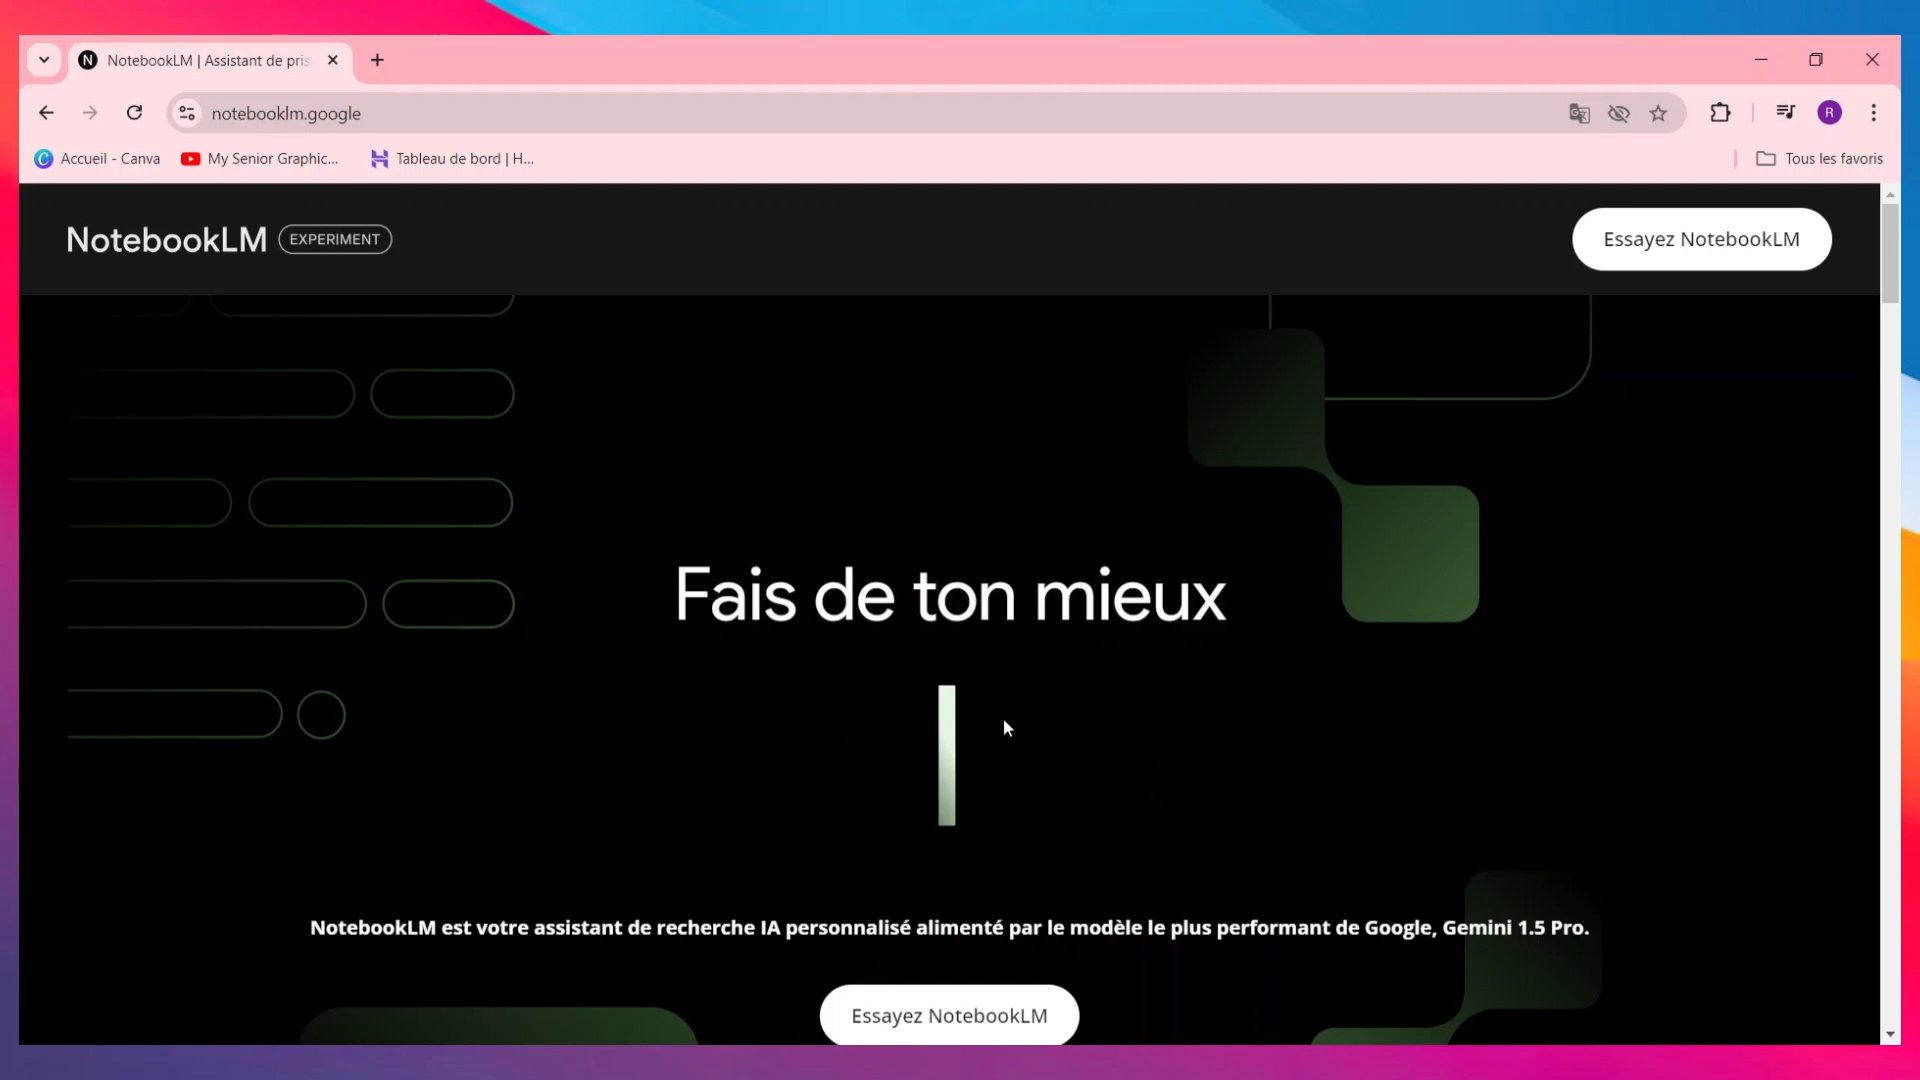 NotebookLM | Assistant de pris
notebooklm.google
R
Accueil - Canva
My Senior Graphic...
Tableau de bord | H...
Tous les favoris
NotebookLM EXPERIMENT
Essayez NotebookLM
Fais de ton mieux
NotebookLM est votre assistant de recherche IA personnalisé alimenté par le modèle le plus performant de Google, Gemini 1.5 Pro.
Essayez NotebookLM